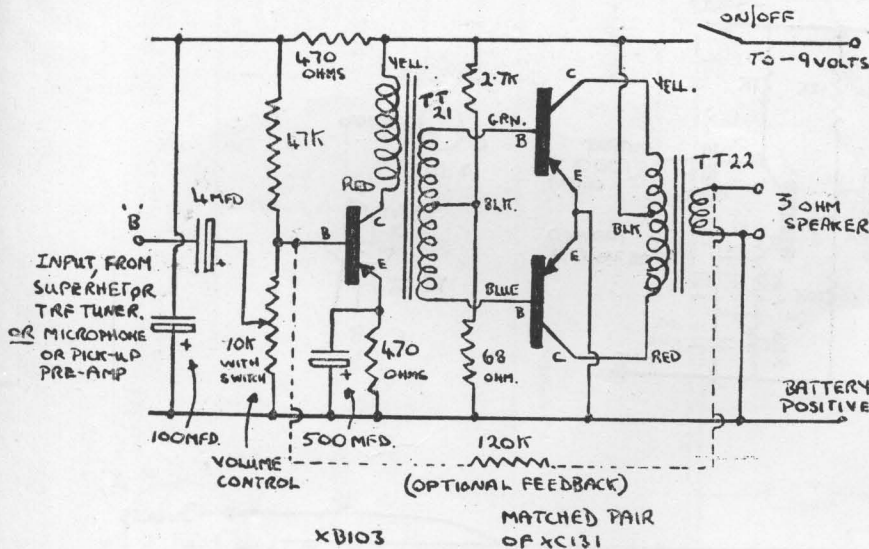 ON/OFF
TO -9 VOLTS
470
OHMS
YELL.
TT
21
2.7K
C
YELL.
47K
GRN.
B
TT22
4MFD
RED
C
E
'B'
B
BLK.
BLK.
3 OHM
SPEAKER
E
E
INPUT, FROM
SUPERHET OR
TRF TUNER.
OR MICROPHONE
OR PICK-UP
PRE-AMP
BLUE
B
+
+
10K
WITH
SWITCH
+
470
OHMS
68
OHM.
C
RED
BATTERY
POSITIVE
100MFD.
500MFD.
120K
VOLUME
CONTROL
(OPTIONAL FEEDBACK)
XB103
MATCHED PAIR
OF XC131